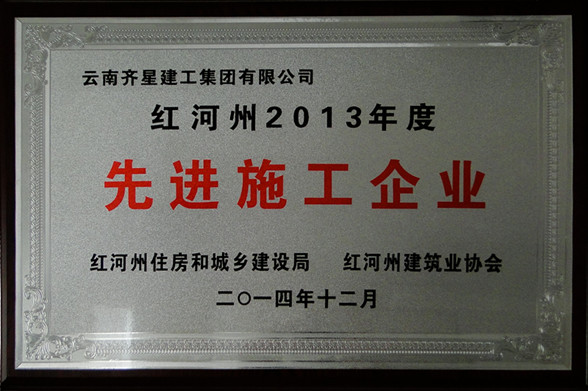 云南齐星建工集团有限公司
红河州2013年度
先进施工企业
红河州住房和城乡建设局 红河州建筑业协会
二〇一四年十二月